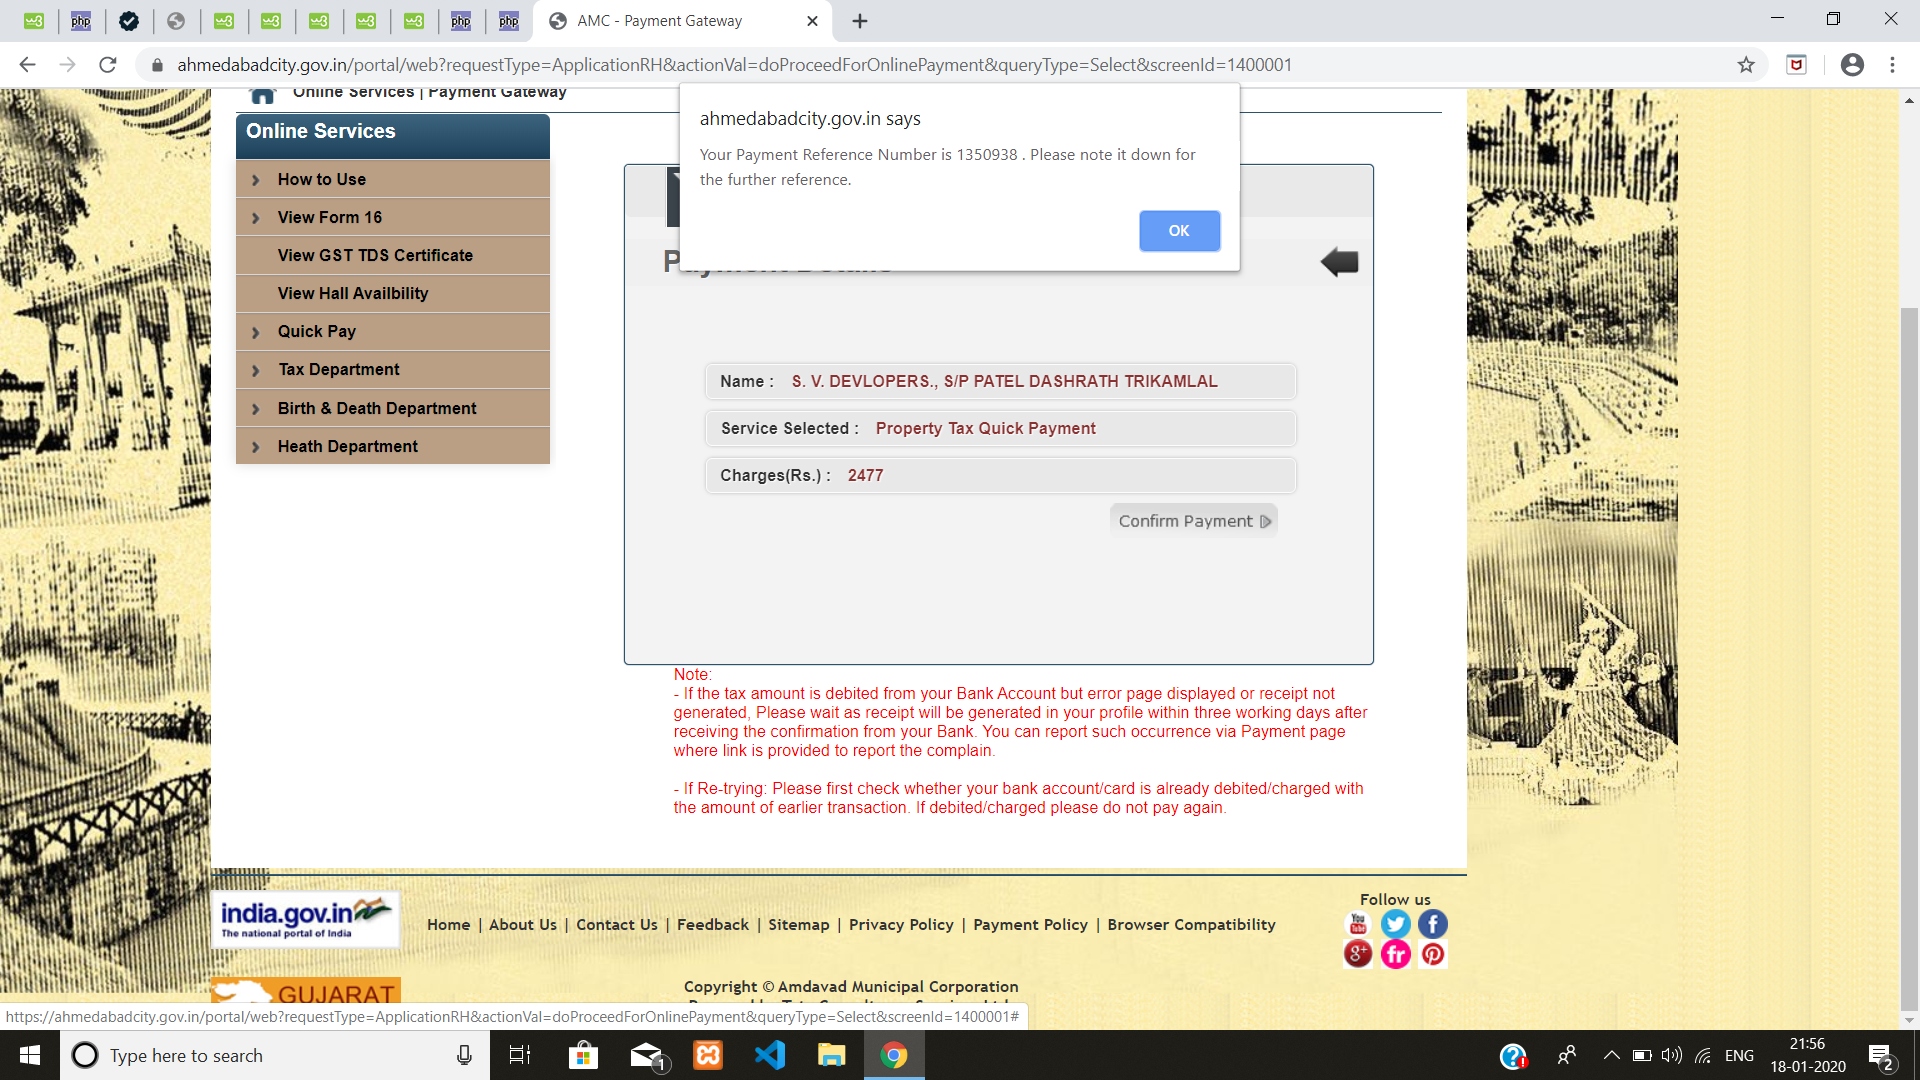 AMC - Payment Gateway
ahmedabadcity.gov.in/portal/web?requestType=ApplicationRH&actionVal=doProceedForOnlinePayment&queryType=Select&screenId=1400001
Online Services | Payment Gateway
ahmedabadcity.gov.in says
Your Payment Reference Number is 1350938 . Please note it down for
the further reference.
OK
Online Services
How to Use
View Form 16
View GST TDS Certificate
View Hall Availbility
Quick Pay
Tax Department
Birth & Death Department
Heath Department
Name : S. V. DEVLOPERS., S/P PATEL DASHRATH TRIKAMLAL
Service Selected : Property Tax Quick Payment
Charges(Rs.) : 2477
Confirm Payment
Note:
- If the tax amount is debited from your Bank Account but error page displayed or receipt not
generated, Please wait as receipt will be generated in your profile within three working days after
receiving the confirmation from your Bank. You can report such occurrence via Payment page
where link is provided to report the complain.
- If Re-trying: Please first check whether your bank account/card is already debited/charged with
the amount of earlier transaction. If debited/charged please do not pay again.
india.gov.in
The national portal of India
Home | About Us | Contact Us | Feedback | Sitemap | Privacy Policy | Payment Policy | Browser Compatibility
Follow us
GUJARAT
Copyright © Amdavad Municipal Corporation
https://ahmedabadcity.gov.in/portal/web?requestType=ApplicationRH&actionVal=doProceedForOnlinePayment&queryType=Select&screenId=1400001#
Type here to search
1
ENG
21:56
18-01-2020
2